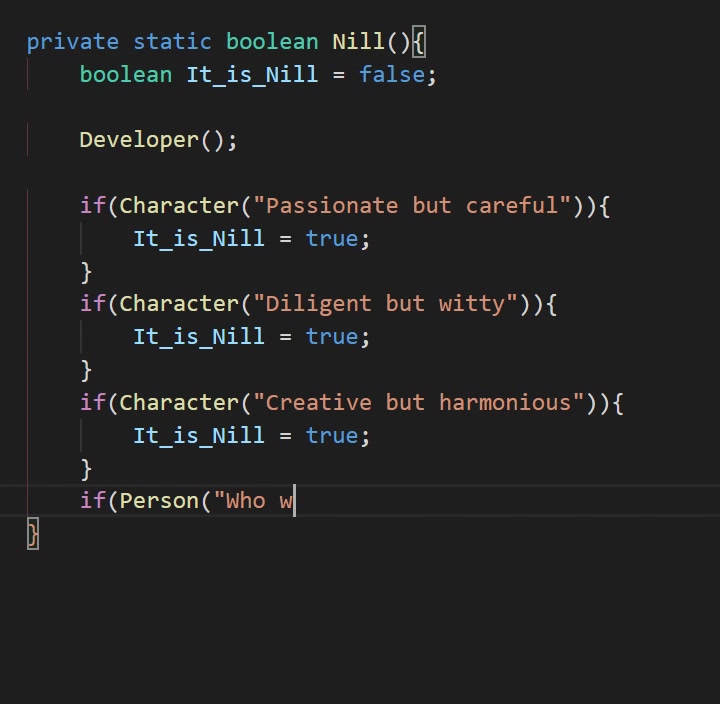 private static boolean Nill(){
boolean It_is_Nill = false;
Developer();
if(Character("Passionate but careful")){
It_is_Nill = true;
}
if(Character("Diligent but witty")){
It_is_Nill = true;
}
if(Character("Creative but harmonious")){
It_is_Nill = true;
}
if(Person("Who w
}